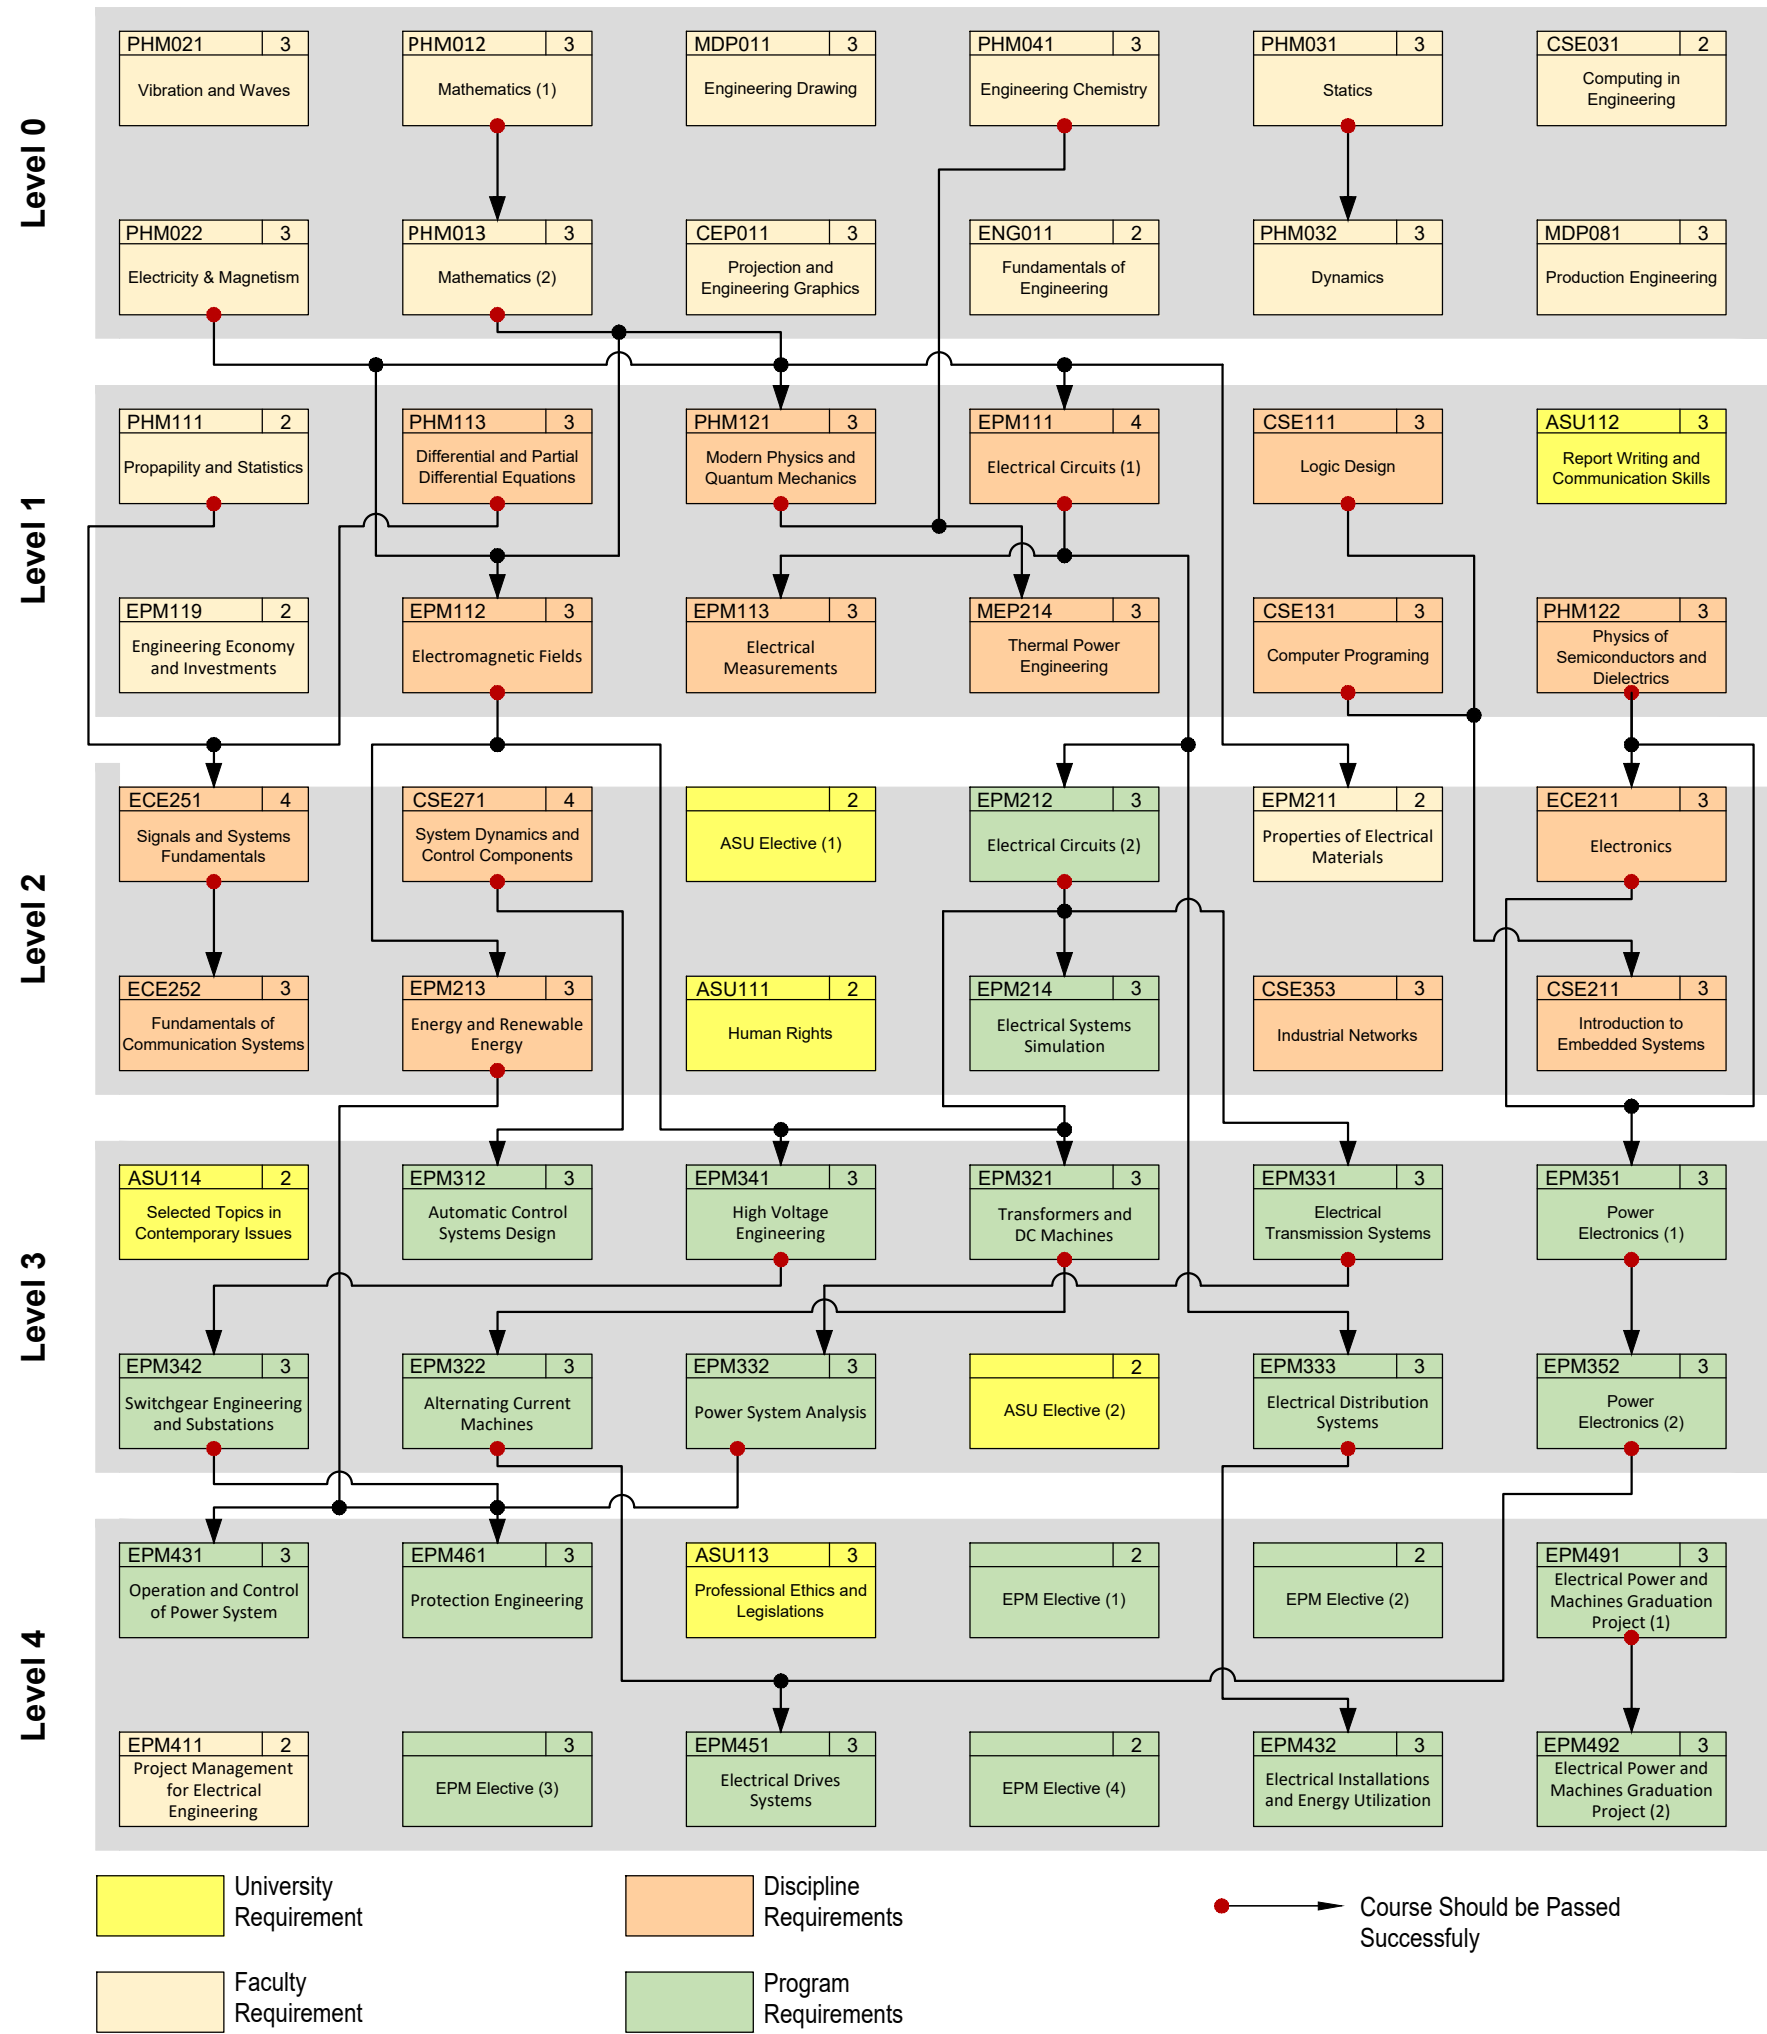 Level 0
PHM021 3
Vibration and Waves
PHM012 3
Mathematics (1)
MDP011 3
Engineering Drawing
PHM041 3
Engineering Chemistry
PHM031 3
Statics
CSE031 2
Computing in
Engineering
PHM022 3
Electricity & Magnetism
PHM013 3
Mathematics (2)
CEP011 3
Projection and
Engineering Graphics
ENG011 2
Fundamentals of
Engineering
PHM032 3
Dynamics
MDP081 3
Production Engineering
Level 1
PHM111 2
Propapility and Statistics
PHM113 3
Differential and Partial
Differential Equations
PHM121 3
Modern Physics and
Quantum Mechanics
EPM111 4
Electrical Circuits (1)
CSE111 3
Logic Design
ASU112 3
Report Writing and
Communication Skills
EPM119 2
Engineering Economy
and Investments
EPM112 3
Electromagnetic Fields
EPM113 3
Electrical
Measurements
MEP214 3
Thermal Power
Engineering
CSE131 3
Computer Programing
PHM122 3
Physics of
Semiconductors and
Dielectrics
Level 2
ECE251 4
Signals and Systems
Fundamentals
CSE271 4
System Dynamics and
Control Components
2
ASU Elective (1)
EPM212 3
Electrical Circuits (2)
EPM211 2
Properties of Electrical
Materials
ECE211 3
Electronics
ECE252 3
Fundamentals of
Communication Systems
EPM213 3
Energy and Renewable
Energy
ASU111 2
Human Rights
EPM214 3
Electrical Systems
Simulation
CSE353 3
Industrial Networks
CSE211 3
Introduction to
Embedded Systems
Level 3
ASU114 2
Selected Topics in
Contemporary Issues
EPM312 3
Automatic Control
Systems Design
EPM341 3
High Voltage
Engineering
EPM321 3
Transformers and
DC Machines
EPM331 3
Electrical
Transmission Systems
EPM351 3
Power
Electronics (1)
EPM342 3
Switchgear Engineering
and Substations
EPM322 3
Alternating Current
Machines
EPM332 3
Power System Analysis
2
ASU Elective (2)
EPM333 3
Electrical Distribution
Systems
EPM352 3
Power
Electronics (2)
Level 4
EPM431 3
Operation and Control
of Power System
EPM461 3
Protection Engineering
ASU113 3
Professional Ethics and
Legislations
2
EPM Elective (1)
2
EPM Elective (2)
EPM491 3
Electrical Power and
Machines Graduation
Project (1)
EPM411 2
Project Management
for Electrical
Engineering
3
EPM Elective (3)
EPM451 3
Electrical Drives
Systems
2
EPM Elective (4)
EPM432 3
Electrical Installations
and Energy Utilization
EPM492 3
Electrical Power and
Machines Graduation
Project (2)
University
Requirement
Discipline
Requirements
Course Should be Passed
Successfuly
Faculty
Requirement
Program
Requirements